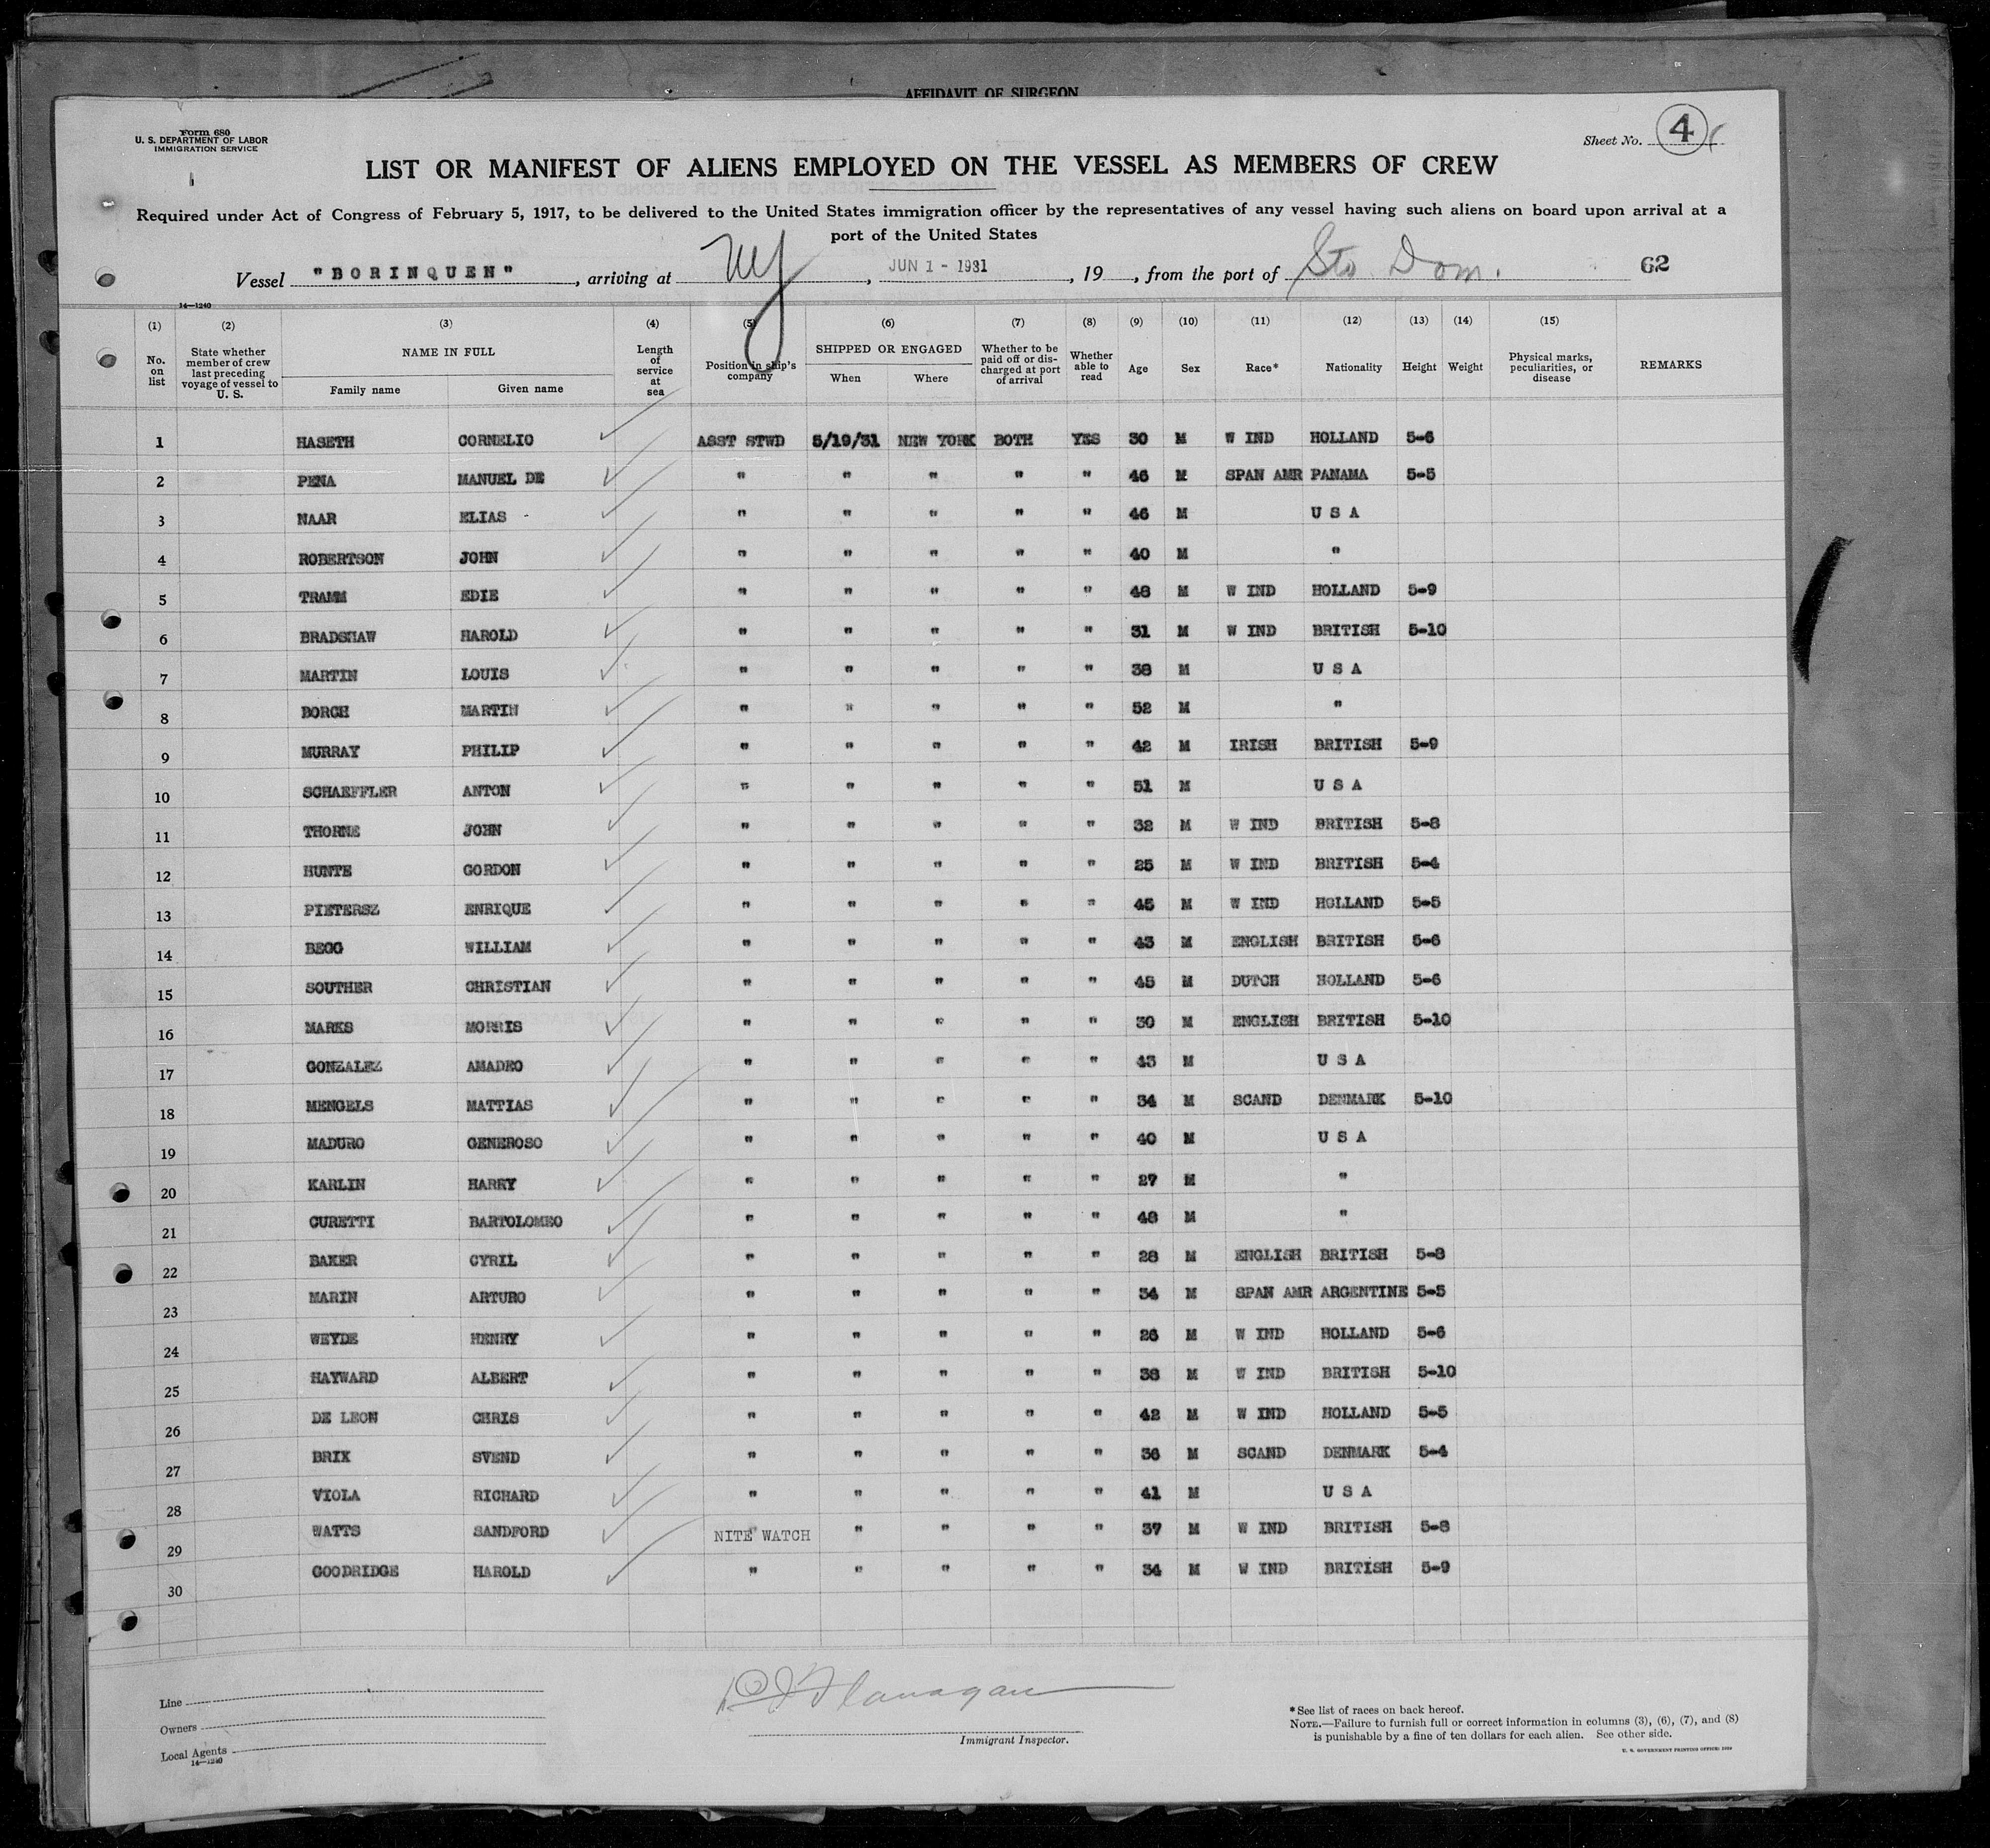 AFFIDAVIT OF SURGEON
Form 680
U. S. DEPARTMENT OF LABOR
IMMIGRATION SERVICE
Sheet No. 4
LIST OR MANIFEST OF ALIENS EMPLOYED ON THE VESSEL AS MEMBERS OF CREW
Required under Act of Congress of February 5, 1917, to be delivered to the United States immigration officer by the representatives of any vessel having such aliens on board upon arrival at a
port of the United States
Vessel "BORINQUEN", arriving at NY, JUN 1 - 1931, 19, from the port of Sto Dom. 62
14—1240
(1) (2) (3) (4) (5) (6) (7) (8) (9) (10) (11) (12) (13) (14) (15)
No. on list State whether member of crew last preceding voyage of vessel to U. S. NAME IN FULL Family name Given name Length of service at sea Position in ship's company SHIPPED OR ENGAGED When Where Whether to be paid off or discharged at port of arrival Whether able to read Age Sex Race* Nationality Height Weight Physical marks, peculiarities, or disease REMARKS
1 HASETH CORNELIO ASST STWD 5/19/31 NEW YORK BOTH YES 30 M W IND HOLLAND 5-6
2 PENA MANUEL DE " " " " " 46 M SPAN AMR PANAMA 5-5
3 NAAR ELIAS " " " " " 46 M U S A
4 ROBERTSON JOHN " " " " " 40 M "
5 TRAMM EDIE " " " " " 48 M W IND HOLLAND 5-9
6 BRADSHAW HAROLD " " " " " 31 M W IND BRITISH 5-10
7 MARTIN LOUIS " " " " " 38 M U S A
8 BORCH MARTIN " " " " " 52 M "
9 MURRAY PHILIP " " " " " 42 M IRISH BRITISH 5-9
10 SCHAEFFLER ANTON " " " " " 51 M U S A
11 THORNE JOHN " " " " " 32 M W IND BRITISH 5-8
12 HUNTE GORDON " " " " " 25 M W IND BRITISH 5-4
13 PIETERSZ ENRIQUE " " " " " 45 M W IND HOLLAND 5-5
14 BEGG WILLIAM " " " " " 43 M ENGLISH BRITISH 5-6
15 SOUTHER CHRISTIAN " " " " " 45 M DUTCH HOLLAND 5-6
16 MARKS MORRIS " " " " " 30 M ENGLISH BRITISH 5-10
17 GONZALEZ AMADEO " " " " " 43 M U S A
18 MENGELS MATTIAS " " " " " 34 M SCAND DENMARK 5-10
19 MADURO GENEROSO " " " " " 40 M U S A
20 KARLIN HARRY " " " " " 27 M "
21 CURETTI BARTOLOMEO " " " " " 48 M "
22 BAKER CYRIL " " " " " 28 M ENGLISH BRITISH 5-8
23 MARIN ARTURO " " " " " 34 M SPAN AMR ARGENTINE 5-5
24 WEYDE HENRY " " " " " 26 M W IND HOLLAND 5-6
25 HAYWARD ALBERT " " " " " 38 M W IND BRITISH 5-10
26 DE LEON CHRIS " " " " " 42 M W IND HOLLAND 5-5
27 BRIX SVEND " " " " " 36 M SCAND DENMARK 5-4
28 VIOLA RICHARD " " " " " 41 M U S A
29 WATTS SANDFORD NITE WATCH " " " " 37 M W IND BRITISH 5-8
30 GOODRIDGE HAROLD " " " " " 34 M W IND BRITISH 5-9
Line
Owners
Local Agents
14—1240
Flanagan
Immigrant Inspector.
*See list of races on back hereof.
NOTE.—Failure to furnish full or correct information in columns (3), (6), (7), and (8)
is punishable by a fine of ten dollars for each alien. See other side.
U. S. GOVERNMENT PRINTING OFFICE: